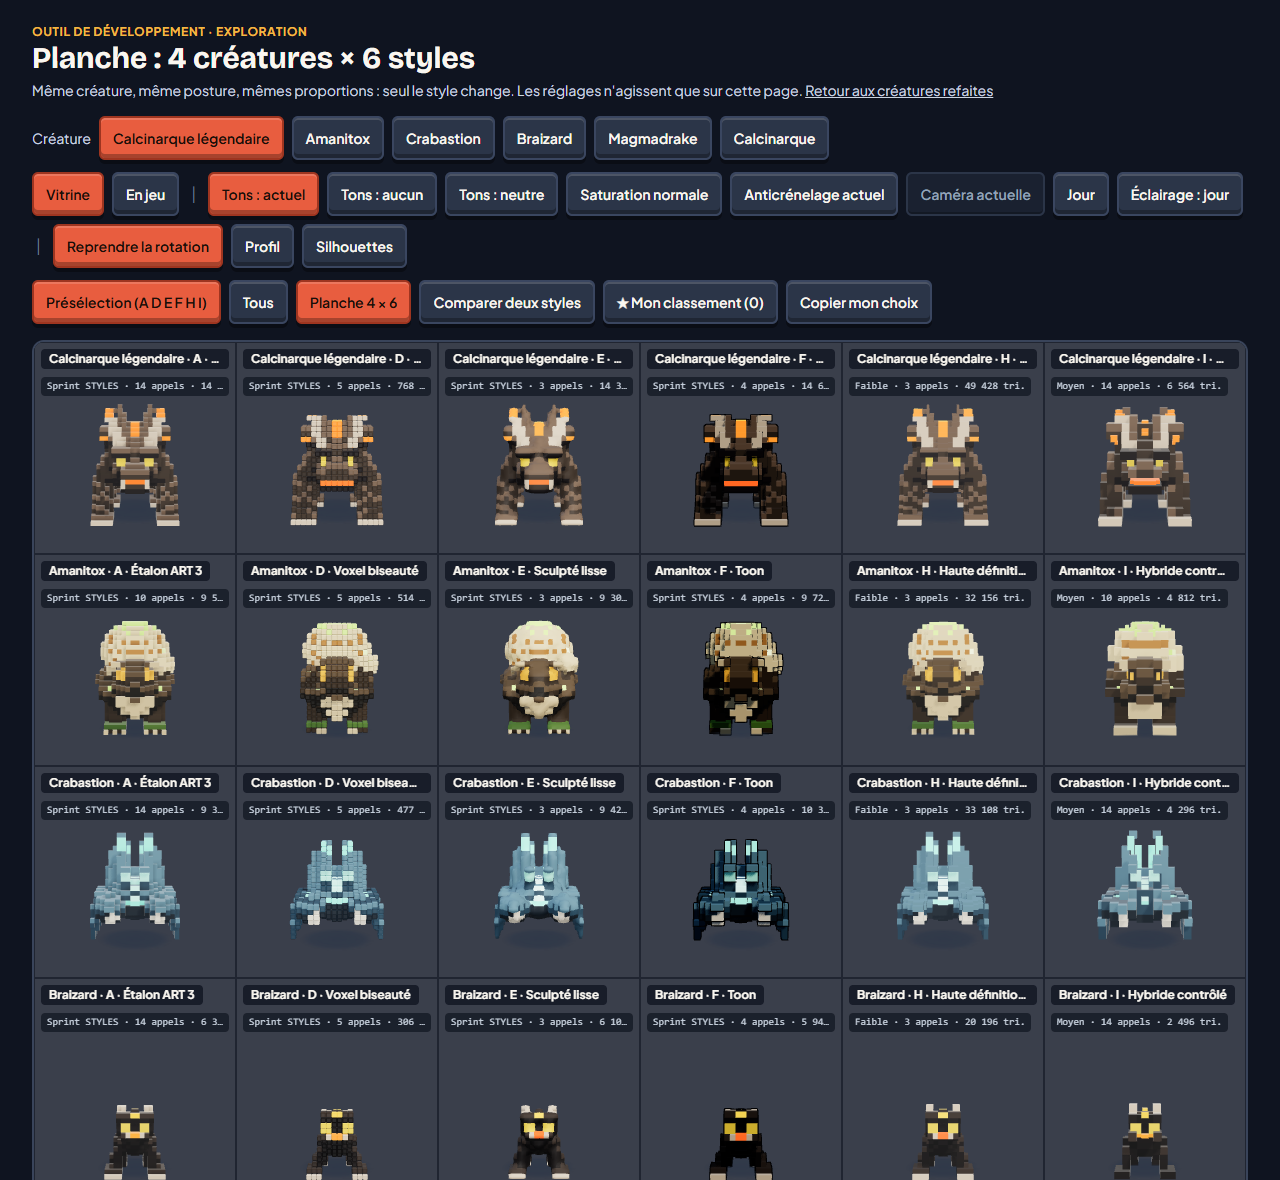 OUTIL DE DÉVELOPPEMENT · EXPLORATION
Planche : 4 créatures × 6 styles
Même créature, même posture, mêmes proportions : seul le style change. Les réglages n'agissent que sur cette page. Retour aux créatures refaites
Créature Calcinarque légendaire Amanitox Crabastion Braizard Magmadrake Calcinarque
Vitrine En jeu | Tons : actuel Tons : aucun Tons : neutre Saturation normale Anticrénelage actuel Caméra actuelle Jour Éclairage : jour
| Reprendre la rotation Profil Silhouettes
Présélection (A D E F H I) Tous Planche 4 × 6 Comparer deux styles ★ Mon classement (0) Copier mon choix
Calcinarque légendaire · A · … Calcinarque légendaire · D · … Calcinarque légendaire · E · … Calcinarque légendaire · F · … Calcinarque légendaire · H · … Calcinarque légendaire · I · …
Sprint STYLES · 14 appels · 14 … Sprint STYLES · 5 appels · 768 … Sprint STYLES · 3 appels · 14 3… Sprint STYLES · 4 appels · 14 6… Faible · 3 appels · 49 428 tri. Moyen · 14 appels · 6 564 tri.
Amanitox · A · Étalon ART 3 Amanitox · D · Voxel biseauté Amanitox · E · Sculpté lisse Amanitox · F · Toon Amanitox · H · Haute définiti… Amanitox · I · Hybride contr…
Sprint STYLES · 10 appels · 9 5… Sprint STYLES · 5 appels · 514 … Sprint STYLES · 3 appels · 9 30… Sprint STYLES · 4 appels · 9 72… Faible · 3 appels · 32 156 tri. Moyen · 10 appels · 4 812 tri.
Crabastion · A · Étalon ART 3 Crabastion · D · Voxel bisea… Crabastion · E · Sculpté lisse Crabastion · F · Toon Crabastion · H · Haute défini… Crabastion · I · Hybride cont…
Sprint STYLES · 14 appels · 9 3… Sprint STYLES · 5 appels · 477 … Sprint STYLES · 3 appels · 9 42… Sprint STYLES · 4 appels · 10 3… Faible · 3 appels · 33 108 tri. Moyen · 14 appels · 4 296 tri.
Braizard · A · Étalon ART 3 Braizard · D · Voxel biseauté Braizard · E · Sculpté lisse Braizard · F · Toon Braizard · H · Haute définitio… Braizard · I · Hybride contrôlé
Sprint STYLES · 14 appels · 6 3… Sprint STYLES · 5 appels · 306 … Sprint STYLES · 3 appels · 6 10… Sprint STYLES · 4 appels · 5 94… Faible · 3 appels · 20 196 tri. Moyen · 14 appels · 2 496 tri.